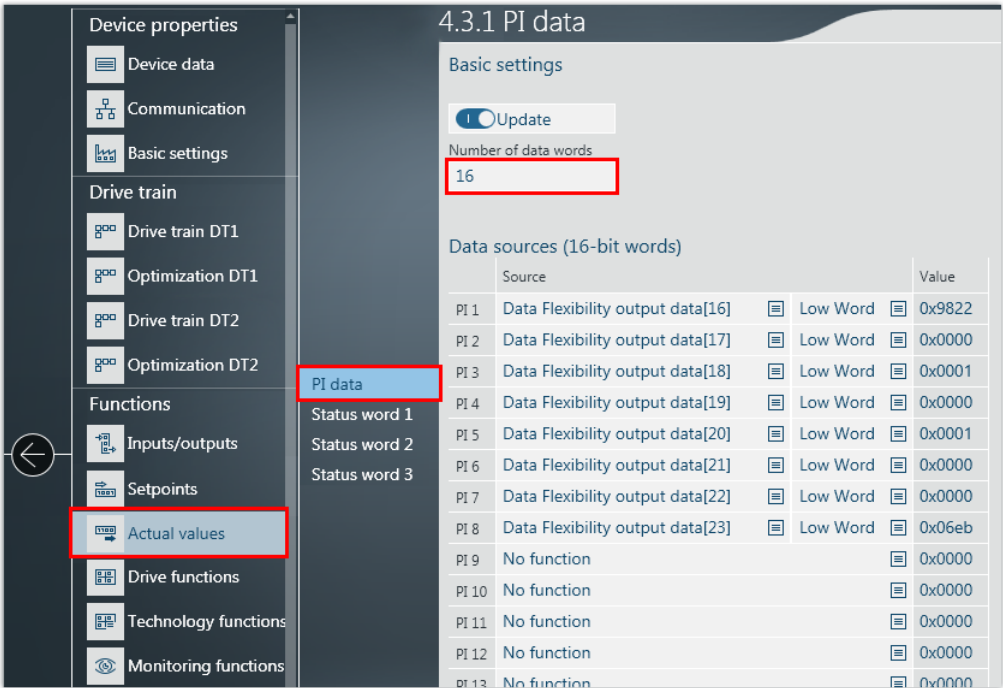 Device properties
Device data
Communication
Basic settings
Drive train
Drive train DT1
Optimization DT1
Drive train DT2
Optimization DT2
Functions
Inputs/outputs
Setpoints
Actual values
Drive functions
Technology functions
Monitoring functions
PI data
Status word 1
Status word 2
Status word 3
4.3.1 PI data
Basic settings
Update
Number of data words
16
Data sources (16-bit words)
Source Value
PI 1 Data Flexibility output data[16] Low Word 0x9822
PI 2 Data Flexibility output data[17] Low Word 0x0000
PI 3 Data Flexibility output data[18] Low Word 0x0001
PI 4 Data Flexibility output data[19] Low Word 0x0000
PI 5 Data Flexibility output data[20] Low Word 0x0001
PI 6 Data Flexibility output data[21] Low Word 0x0000
PI 7 Data Flexibility output data[22] Low Word 0x0000
PI 8 Data Flexibility output data[23] Low Word 0x06eb
PI 9 No function 0x0000
PI 10 No function 0x0000
PI 11 No function 0x0000
PI 12 No function 0x0000
PI 13 No function 0x0000